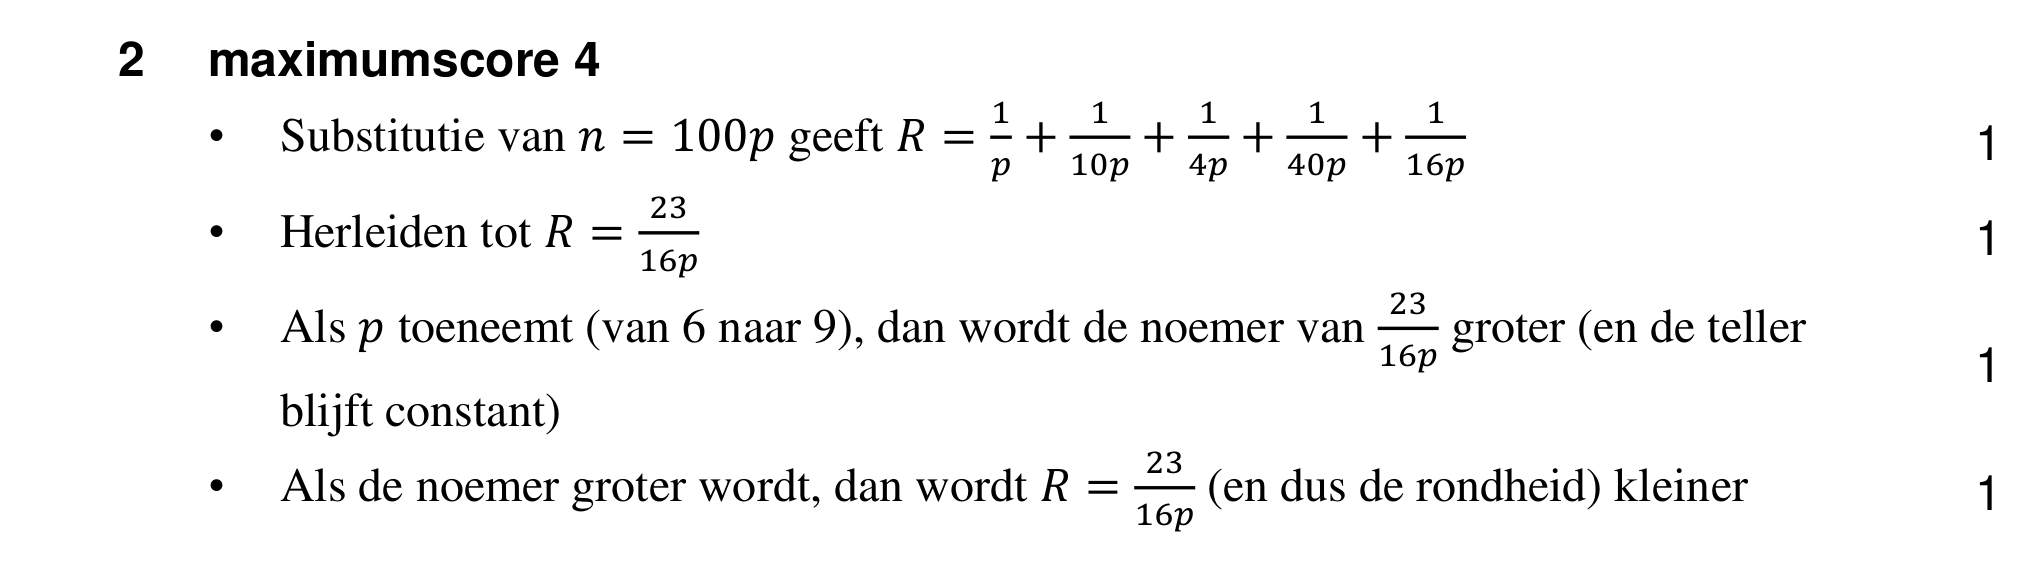 2 maximumscore 4
• Substitutie van n = 100p geeft R = 1/p + 1/10p + 1/4p + 1/40p + 1/16p 1
• Herleiden tot R = 23/16p 1
• Als p toeneemt (van 6 naar 9), dan wordt de noemer van 23/16p groter (en de teller
blijft constant) 1
• Als de noemer groter wordt, dan wordt R = 23/16p (en dus de rondheid) kleiner 1